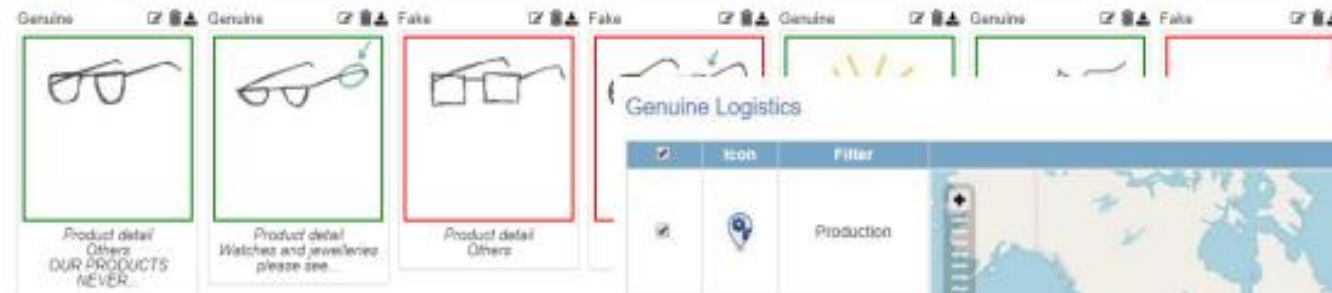 Genuine
Genuine
Fake
Fake
Genuine
Genuine
Fake
Product detail
Others
OUR PRODUCTS
NEVER...
Product detail
Watches and jewelleries
please see...
Product detail
Others
Genuine Logistics
Icon
Filter
Production